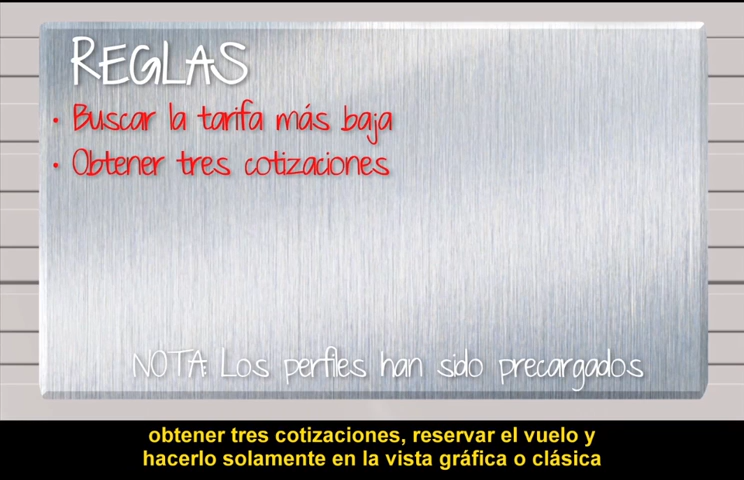 REGLAS
• Buscar la tarifa más baja
• Obtener tres cotizaciones
NOTA: Los perfiles han sido precargados
obtener tres cotizaciones, reservar el vuelo y
hacerlo solamente en la vista gráfica o clásica